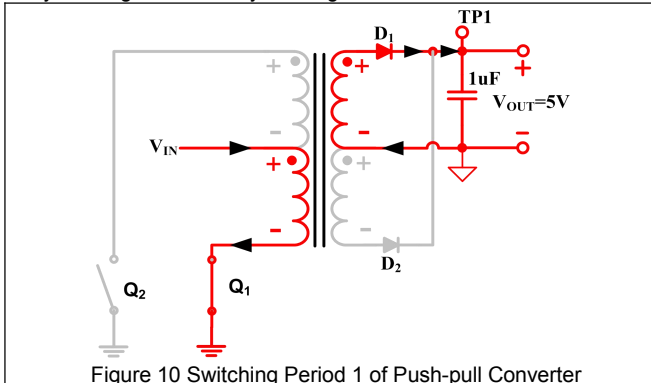 TP1
D1
+
+
+
1uF
VOUT=5V
-
-
-
VIN
+
+
-
-
D2
Q2
Q1
Figure 10 Switching Period 1 of Push-pull Converter